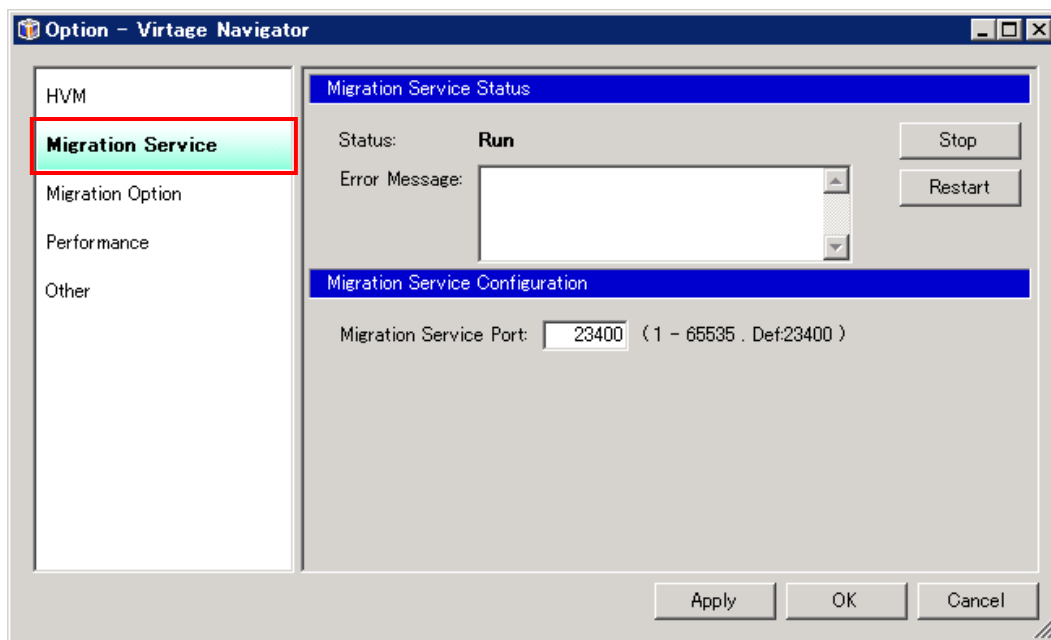 Option - Virtage Navigator
HVM
Migration Service
Migration Option
Performance
Other
Migration Service Status
Status: Run
Stop
Error Message:
Restart
Migration Service Configuration
Migration Service Port: 23400 ( 1 - 65535 . Def:23400 )
Apply OK Cancel